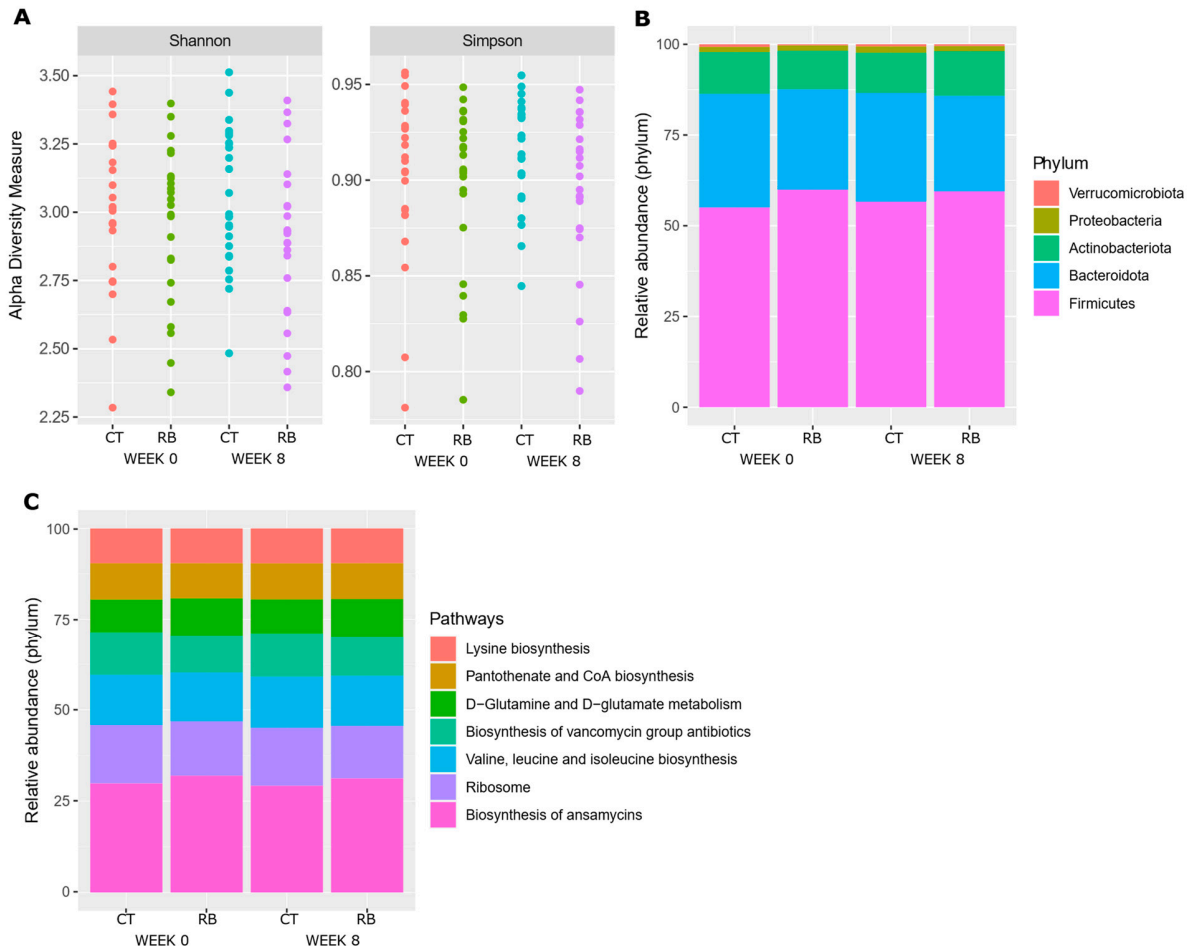 A
Shannon
Simpson
Alpha Diversity Measure
3.50
3.25
3.00
2.75
2.50
2.25
0.95
0.90
0.85
0.80
CT RB CT RB
WEEK 0 WEEK 8
CT RB CT RB
WEEK 0 WEEK 8
B
Relative abundance (phylum)
100
75
50
25
0
CT RB CT RB
WEEK 0 WEEK 8
Phylum
Verrucomicrobiota
Proteobacteria
Actinobacteriota
Bacteroidota
Firmicutes
C
Relative abundance (phylum)
100
75
50
25
0
CT RB CT RB
WEEK 0 WEEK 8
Pathways
Lysine biosynthesis
Pantothenate and CoA biosynthesis
D−Glutamine and D−glutamate metabolism
Biosynthesis of vancomycin group antibiotics
Valine, leucine and isoleucine biosynthesis
Ribosome
Biosynthesis of ansamycins